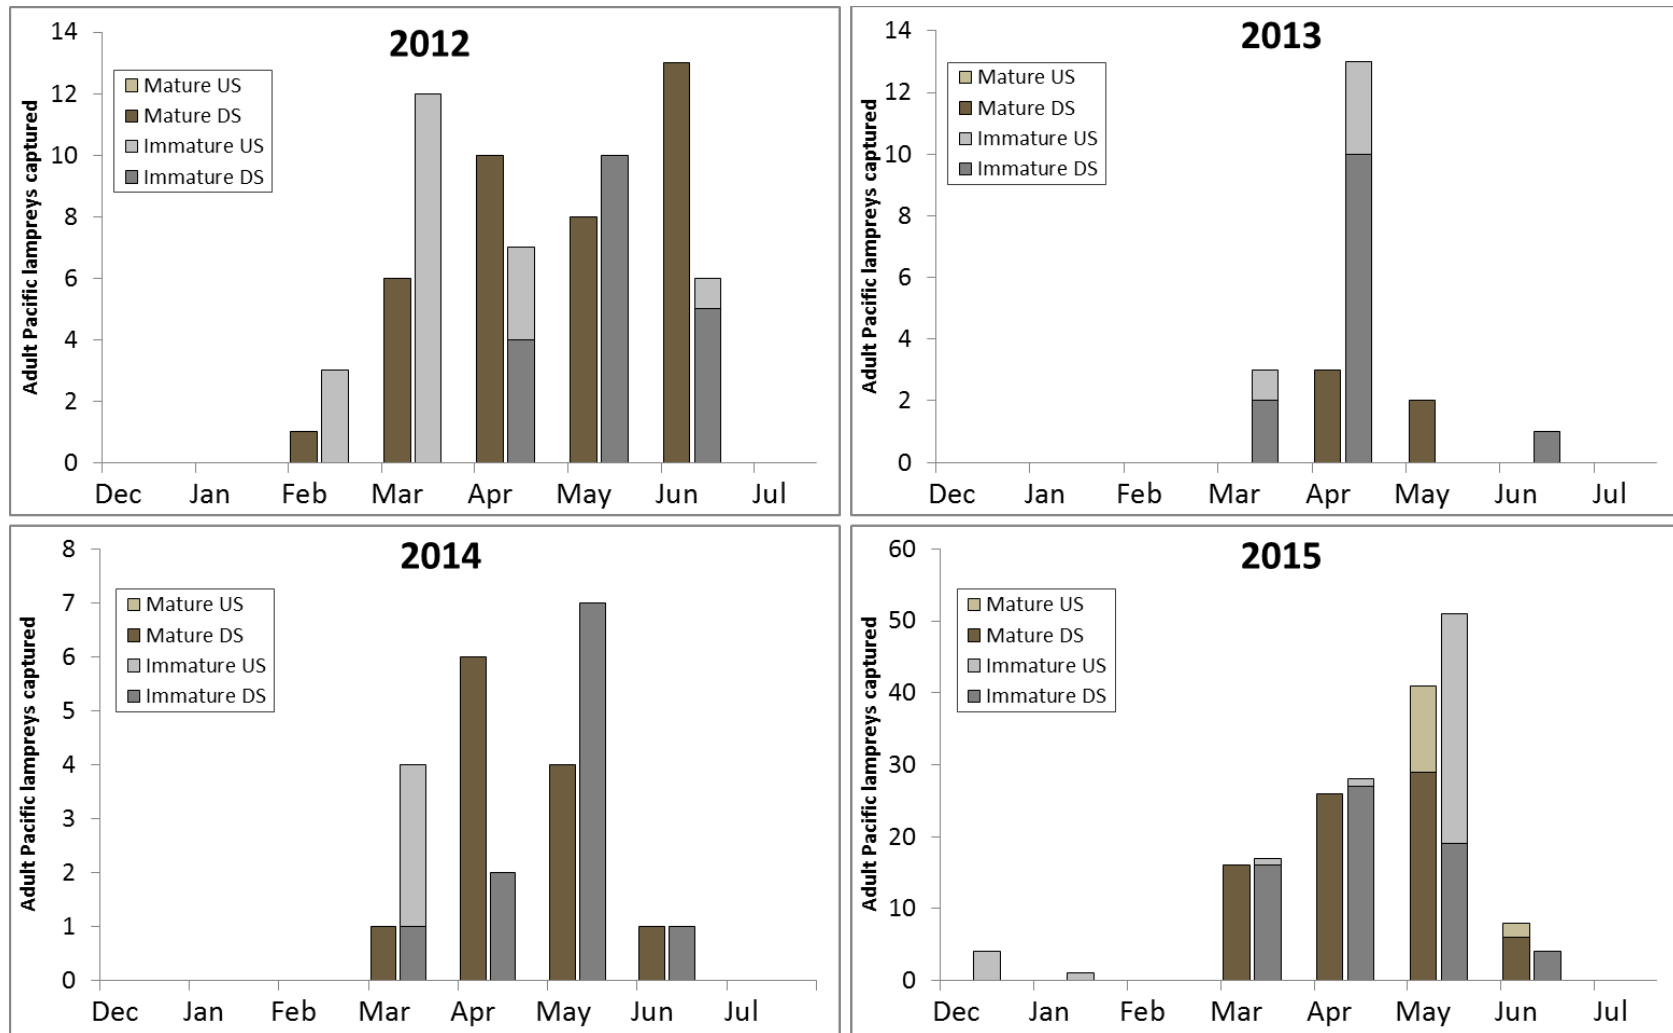 2012
Adult Pacific lampreys captured
14
12
10
8
6
4
2
0
Mature US
Mature DS
Immature US
Immature DS
Dec Jan Feb Mar Apr May Jun Jul
2013
Adult Pacific lampreys captured
14
12
10
8
6
4
2
0
Mature US
Mature DS
Immature US
Immature DS
Dec Jan Feb Mar Apr May Jun Jul
2014
Adult Pacific lampreys captured
8
7
6
5
4
3
2
1
0
Mature US
Mature DS
Immature US
Immature DS
Dec Jan Feb Mar Apr May Jun Jul
2015
Adult Pacific lampreys captured
60
50
40
30
20
10
0
Mature US
Mature DS
Immature US
Immature DS
Dec Jan Feb Mar Apr May Jun Jul